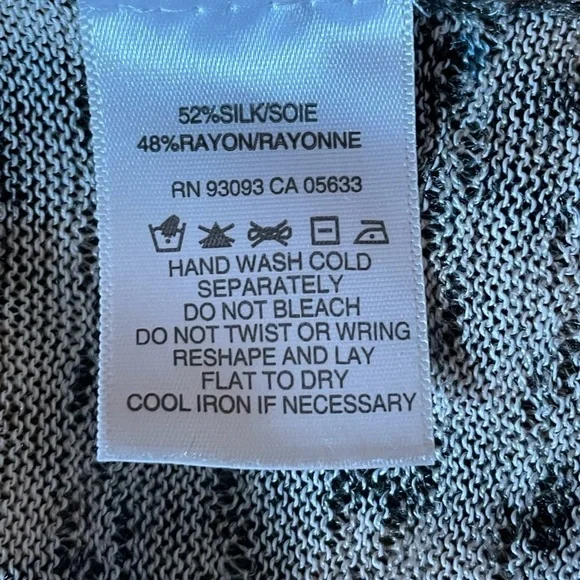 52%SILK/SOIE
48%RAYON/RAYONNE
RN 93093 CA 05633
HAND WASH COLD
SEPARATELY
DO NOT BLEACH
DO NOT TWIST OR WRING
RESHAPE AND LAY
FLAT TO DRY
COOL IRON IF NECESSARY